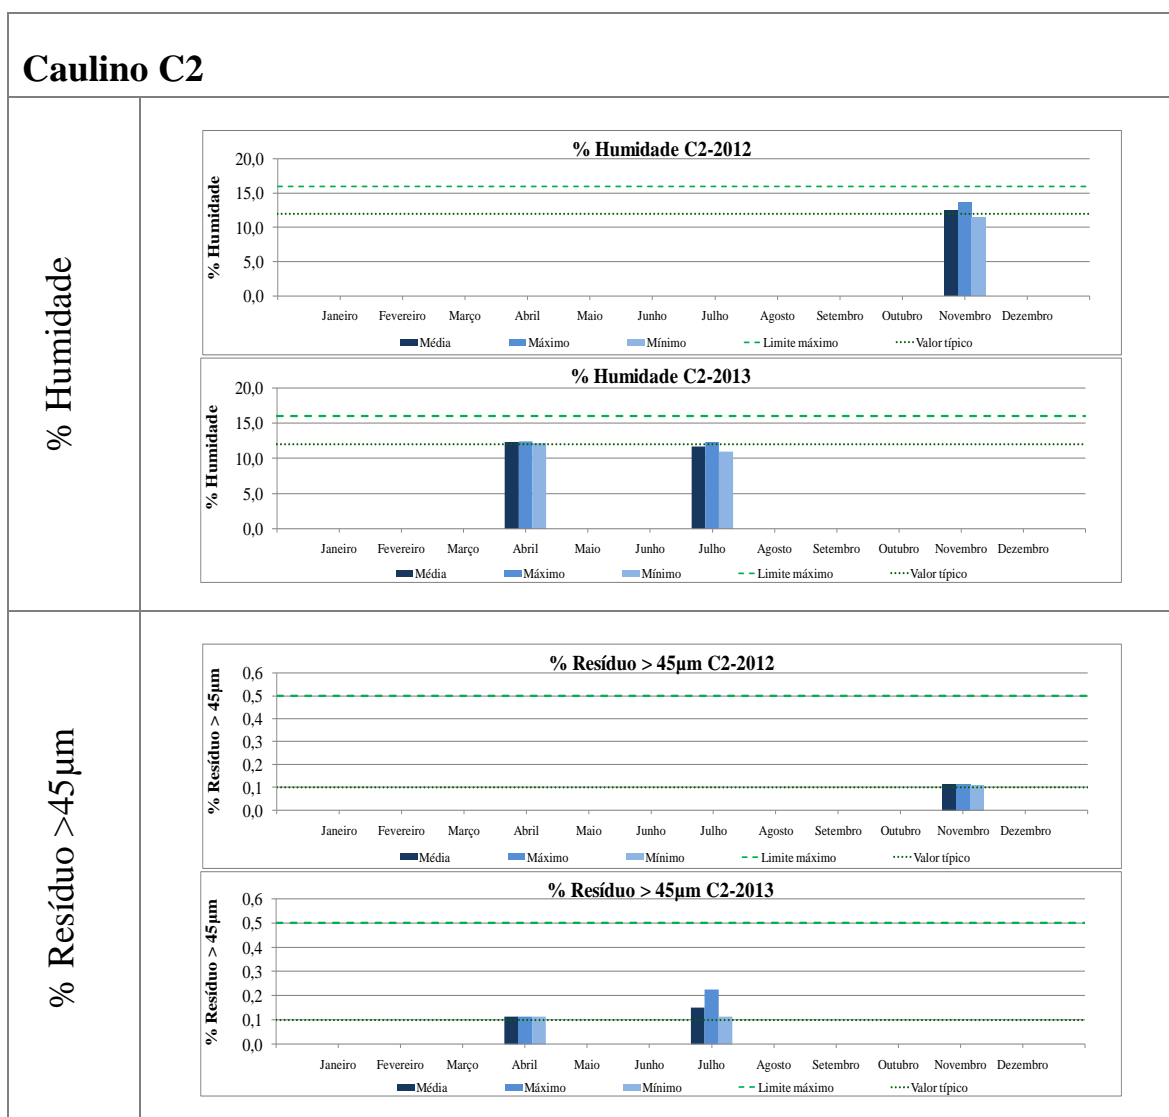 Caulino C2
% Humidade
% Humidade C2-2012
% Humidade
20,0
15,0
10,0
5,0
0,0
Janeiro Fevereiro Março Abril Maio Junho Julho Agosto Setembro Outubro Novembro Dezembro
Média Máximo Mínimo Limite máximo Valor típico
% Humidade C2-2013
% Humidade
20,0
15,0
10,0
5,0
0,0
Janeiro Fevereiro Março Abril Maio Junho Julho Agosto Setembro Outubro Novembro Dezembro
Média Máximo Mínimo Limite máximo Valor típico
% Resíduo >45µm
% Resíduo > 45µm C2-2012
% Resíduo > 45µm
0,6
0,5
0,4
0,3
0,2
0,1
0,0
Janeiro Fevereiro Março Abril Maio Junho Julho Agosto Setembro Outubro Novembro Dezembro
Média Máximo Mínimo Limite máximo Valor típico
% Resíduo > 45µm C2-2013
% Resíduo > 45µm
0,6
0,5
0,4
0,3
0,2
0,1
0,0
Janeiro Fevereiro Março Abril Maio Junho Julho Agosto Setembro Outubro Novembro Dezembro
Média Máximo Mínimo Limite máximo Valor típico